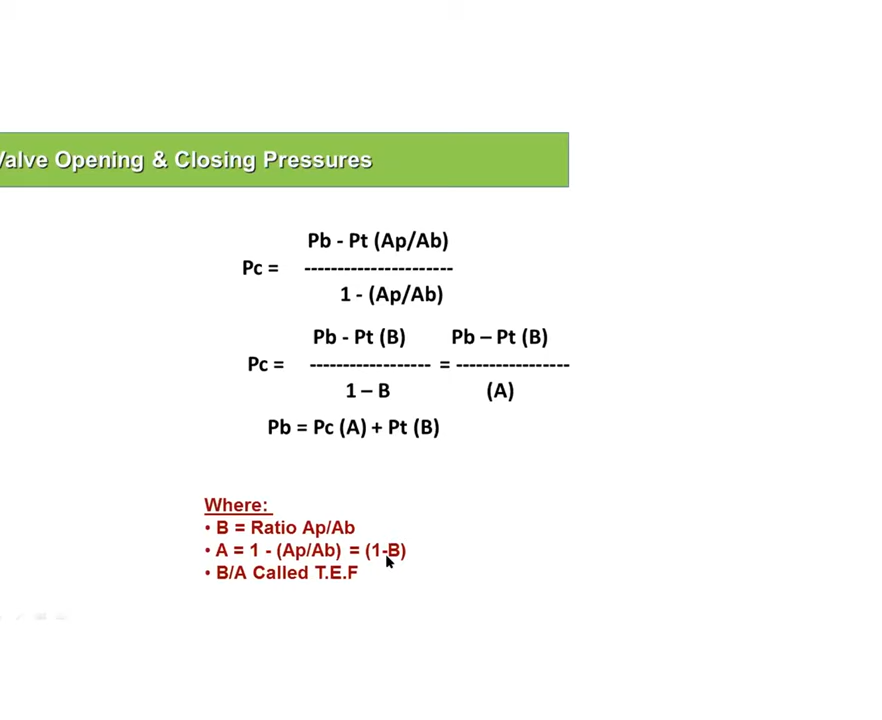 Valve Opening & Closing Pressures
Pb - Pt (Ap/Ab)
Pc = -----------------------
1 - (Ap/Ab)
Pb - Pt (B) Pb – Pt (B)
Pc = ------------------ = -----------------
1 – B (A)
Pb = Pc (A) + Pt (B)
Where:
• B = Ratio Ap/Ab
• A = 1 - (Ap/Ab) = (1-B)
• B/A Called T.E.F